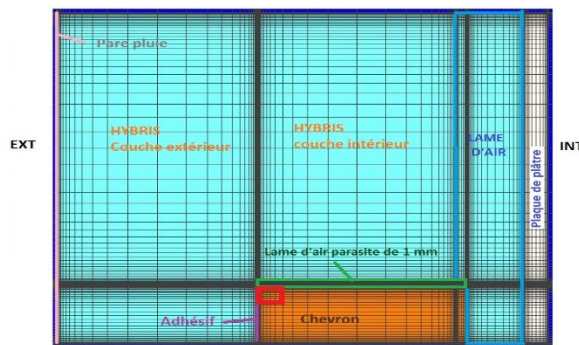 Parc pluie
HYBRIS
Couche extérieur
HYBRIS
couche intérieur
EXT
LAME
D'AIR
Plaque de plâtre
INT
Lame d'air parasite de 1 mm
Adhésif
Chevron